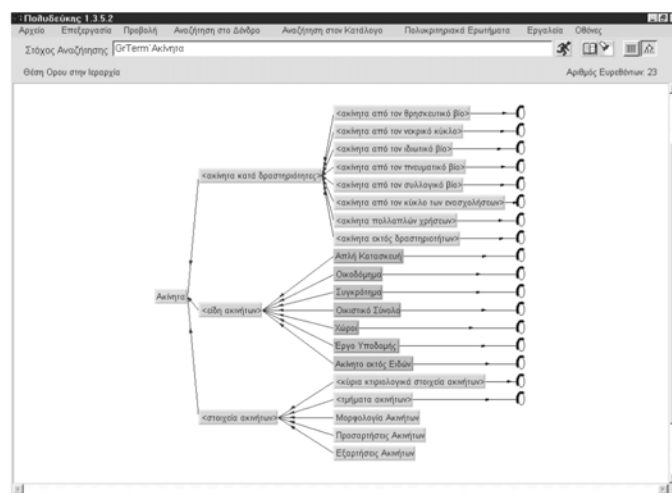 Πολυδεύκης 1.3.5.2
Αρχείο Επεξεργασία Προβολή Αναζήτηση στο Δένδρο Αναζήτηση στον Κατάλογο Πολυκριτηριακά Ερωτήματα Εργαλεία Οθόνες
Στόχος Αναζήτησης GrTerm`Ακίνητα
Θέση Ορου στην Ιεραρχία Αριθμός Ευρεθέντων: 23
<ακίνητα από τον θρησκευτικό βίο>
<ακίνητα από τον νεκρικό κύκλο>
<ακίνητα από τον ιδιωτικό βίο>
<ακίνητα κατά δραστηριότητες>
<ακίνητα από τον πνευματικό βίο>
<ακίνητα από τον συλλογικό βίο>
<ακίνητα από τον κύκλο των ενασχολήσεων>
<ακίνητα πολλαπλών χρήσεων>
<ακίνητα εκτός δραστηριοτήτων>
Απλή Κατασκευή
Οικοδόμημα
Συγκρότημα
Ακίνητα
<είδη ακινήτων>
Οικιστικό Σύνολο
Χώροι
Έργα Υποδομής
Ακίνητο εκτός Ειδών
<κύρια κτιριολογικά στοιχεία ακινήτων>
<τμήματα ακινήτων>
<στοιχεία ακινήτων>
Μορφολογία Ακινήτων
Προσαρτήσεις Ακινήτων
Εξαρτήσεις Ακινήτων